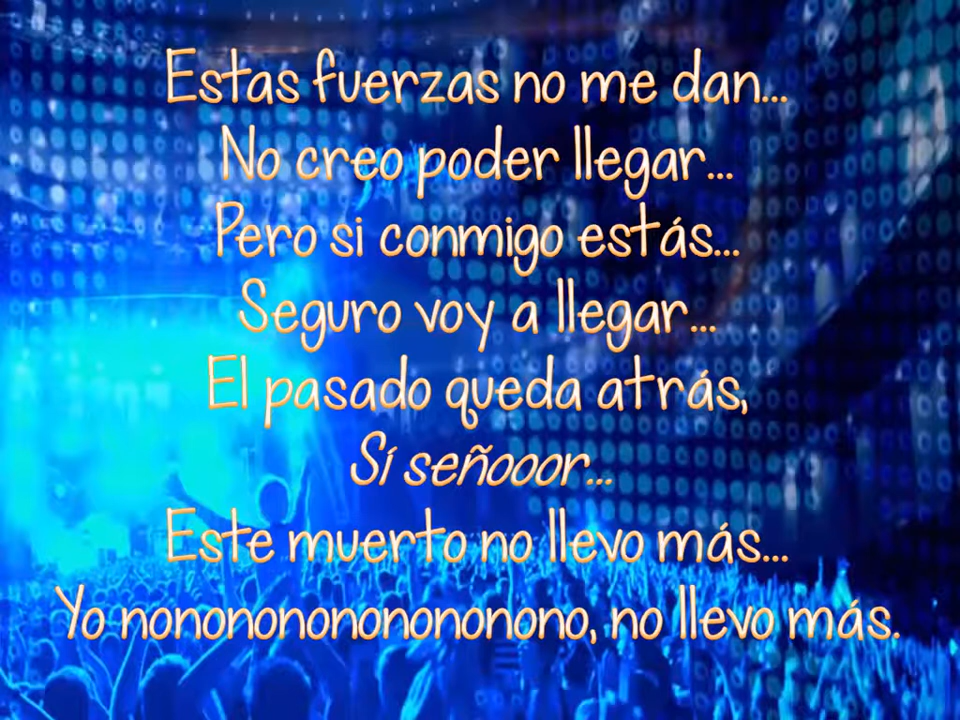 Estas fuerzas no me dan...
No creo poder llegar...
Pero si conmigo estás...
Seguro voy a llegar...
El pasado queda atrás,
Sí señooor...
Este muerto no llevo más...
Yo nononononononono, no llevo más.